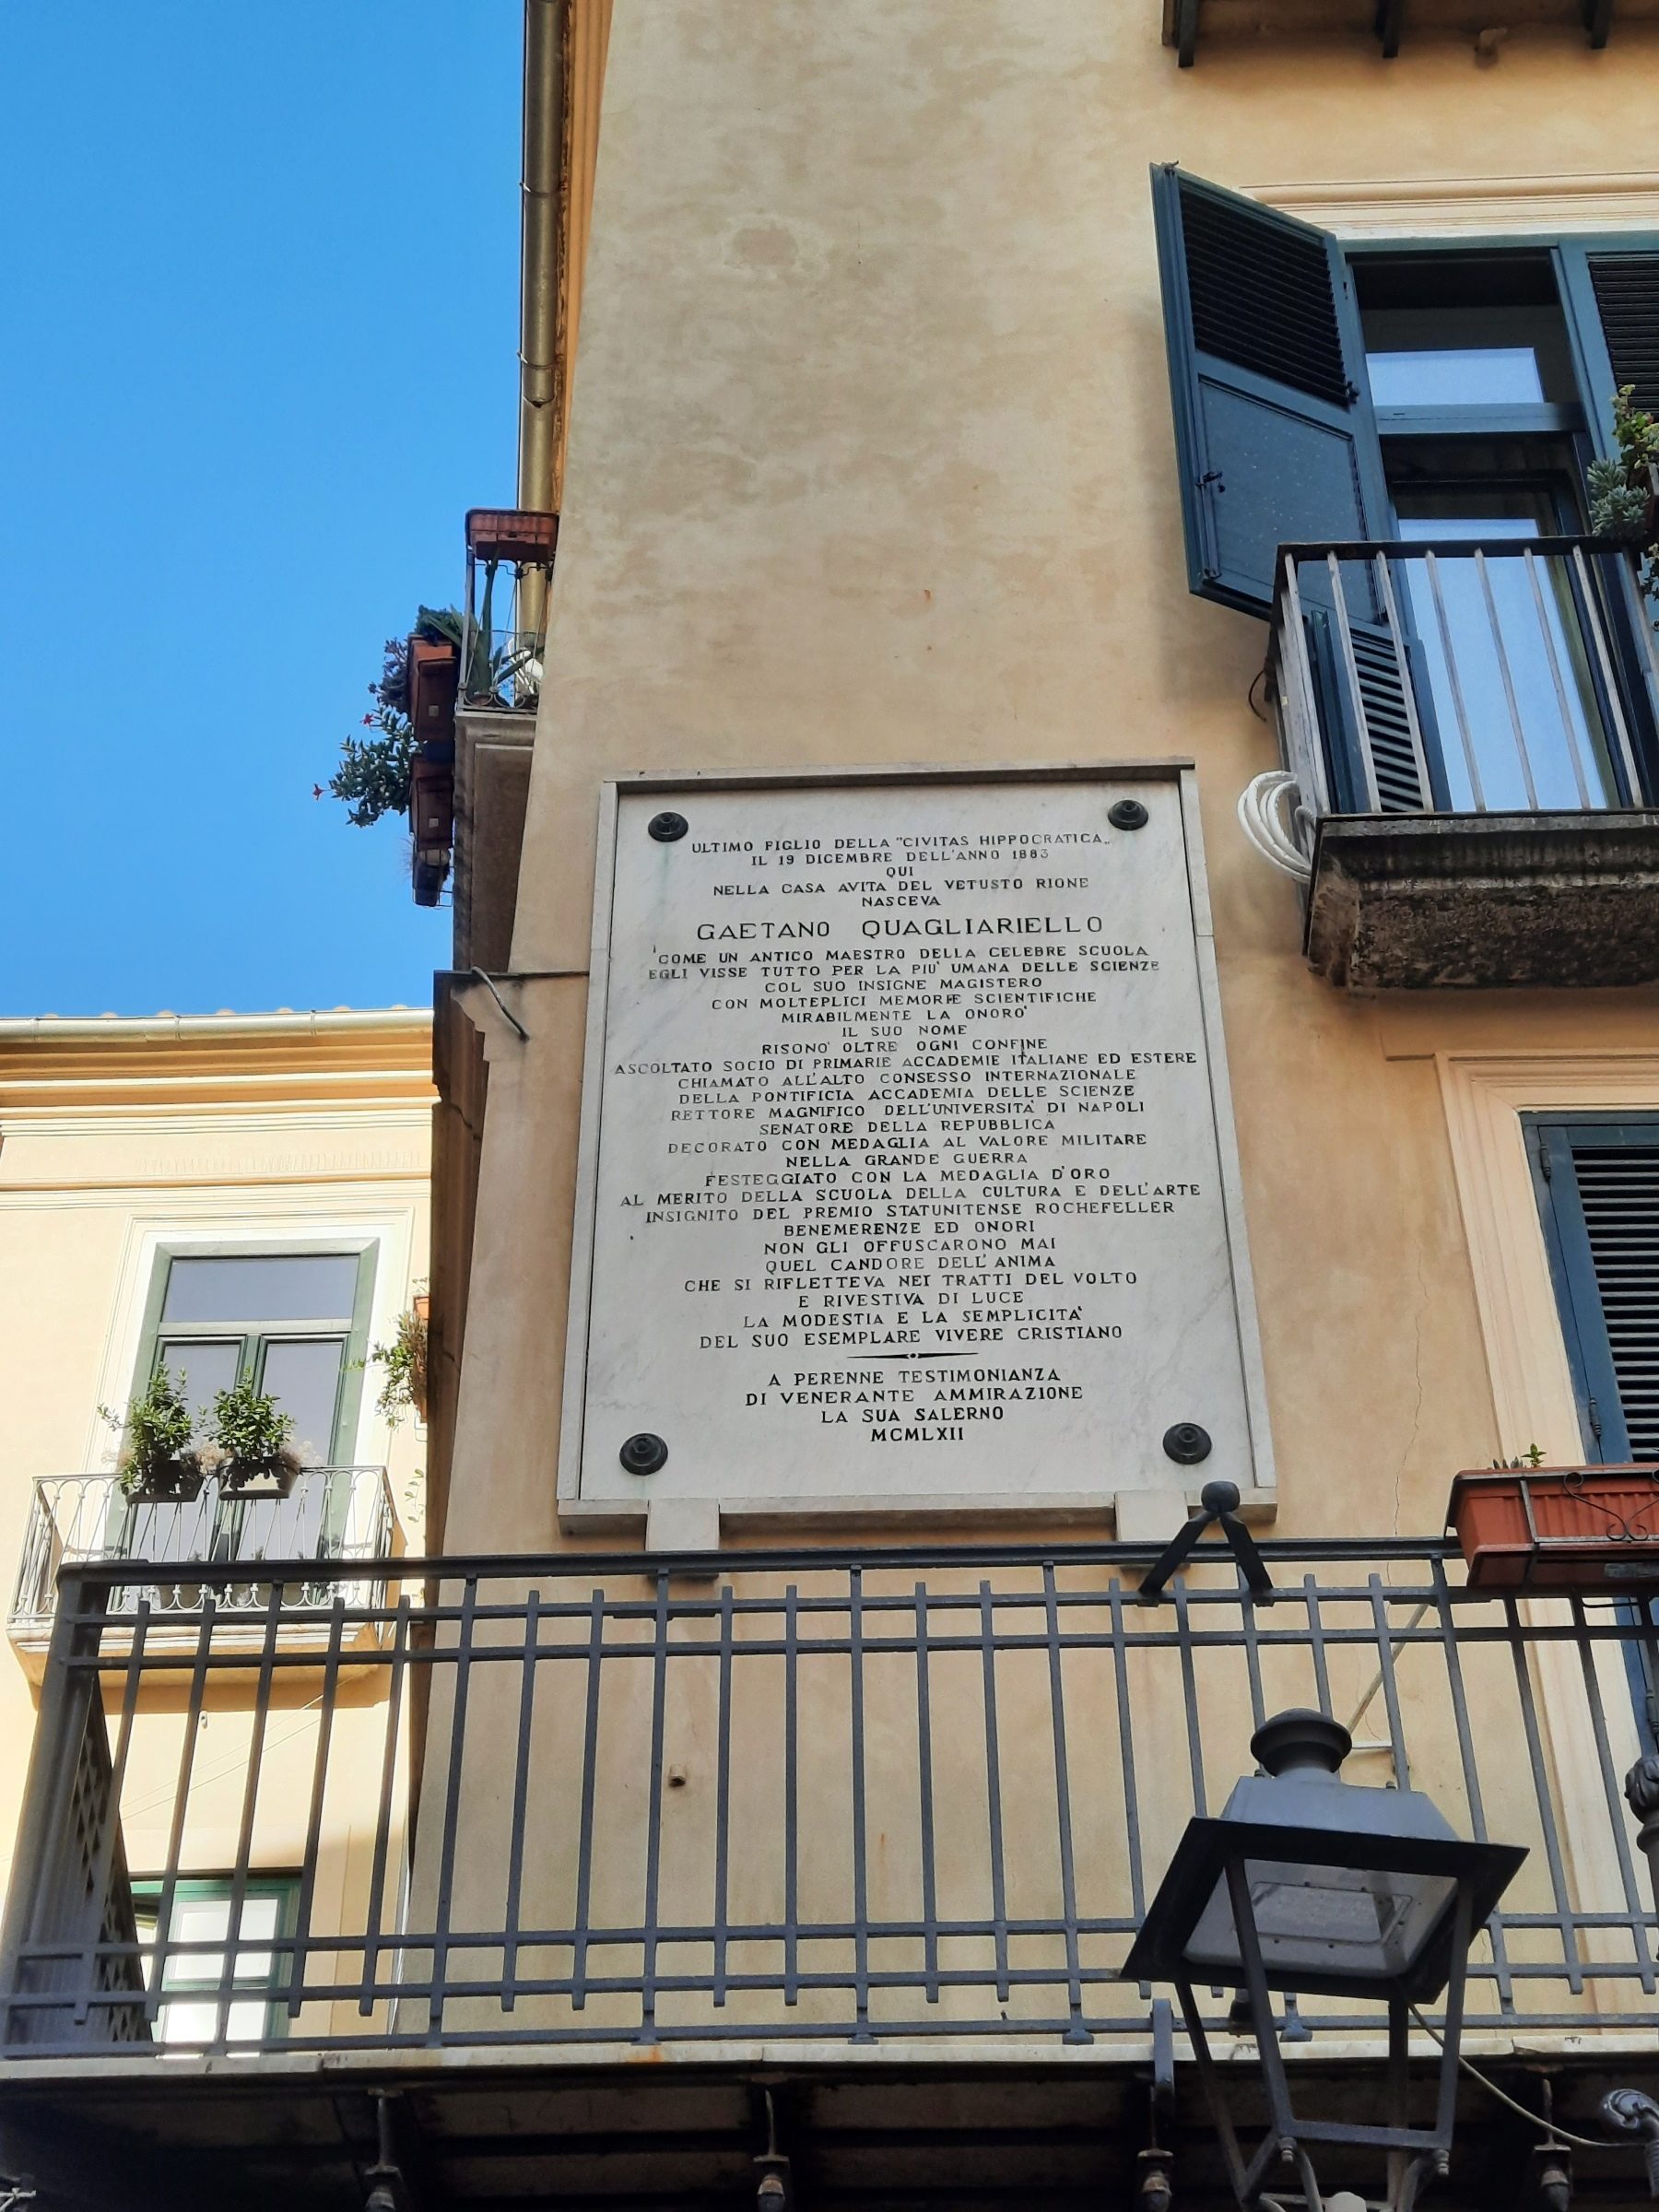 ULTIMO FIGLIO DELLA "CIVITAS HIPPOCRATICA„
IL 19 DICEMBRE DELL'ANNO 1883
QUI
NELLA CASA AVITA DEL VETUSTO RIONE
NASCEVA
GAETANO QUAGLIARIELLO
COME UN ANTICO MAESTRO DELLA CELEBRE SCUOLA
EGLI VISSE TUTTO PER LA PIU' UMANA DELLE SCIENZE
COL SUO INSIGNE MAGISTERO
CON MOLTEPLICI MEMORIE SCIENTIFICHE
MIRABILMENTE LA ONORO'
IL SUO NOME
RISONO' OLTRE OGNI CONFINE
ASCOLTATO SOCIO DI PRIMARIE ACCADEMIE ITALIANE ED ESTERE
CHIAMATO ALL'ALTO CONSESSO INTERNAZIONALE
DELLA PONTIFICIA ACCADEMIA DELLE SCIENZE
RETTORE MAGNIFICO DELL'UNIVERSITA' DI NAPOLI
SENATORE DELLA REPUBBLICA
DECORATO CON MEDAGLIA AL VALORE MILITARE
NELLA GRANDE GUERRA
FESTEGGIATO CON LA MEDAGLIA D'ORO
AL MERITO DELLA SCUOLA DELLA CULTURA E DELL'ARTE
INSIGNITO DEL PREMIO STATUNITENSE ROCHEFELLER
BENEMERENZE ED ONORI
NON GLI OFFUSCARONO MAI
QUEL CANDORE DELL'ANIMA
CHE SI RIFLETTEVA NEI TRATTI DEL VOLTO
E RIVESTIVA DI LUCE
LA MODESTIA E LA SEMPLICITA'
DEL SUO ESEMPLARE VIVERE CRISTIANO
A PERENNE TESTIMONIANZA
DI VENERANTE AMMIRAZIONE
LA SUA SALERNO
MCMLXII